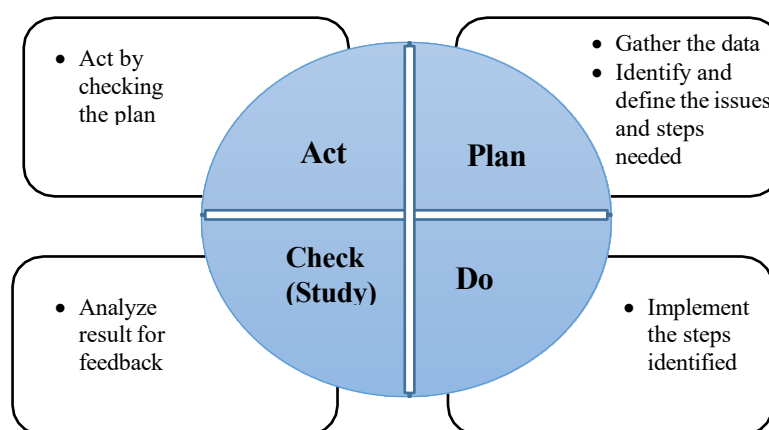 • Act by
checking
the plan
• Gather the data
• Identify and
define the issues
and steps
needed
Act
Plan
Check
(Study)
Do
• Analyze
result for
feedback
• Implement
the steps
identified